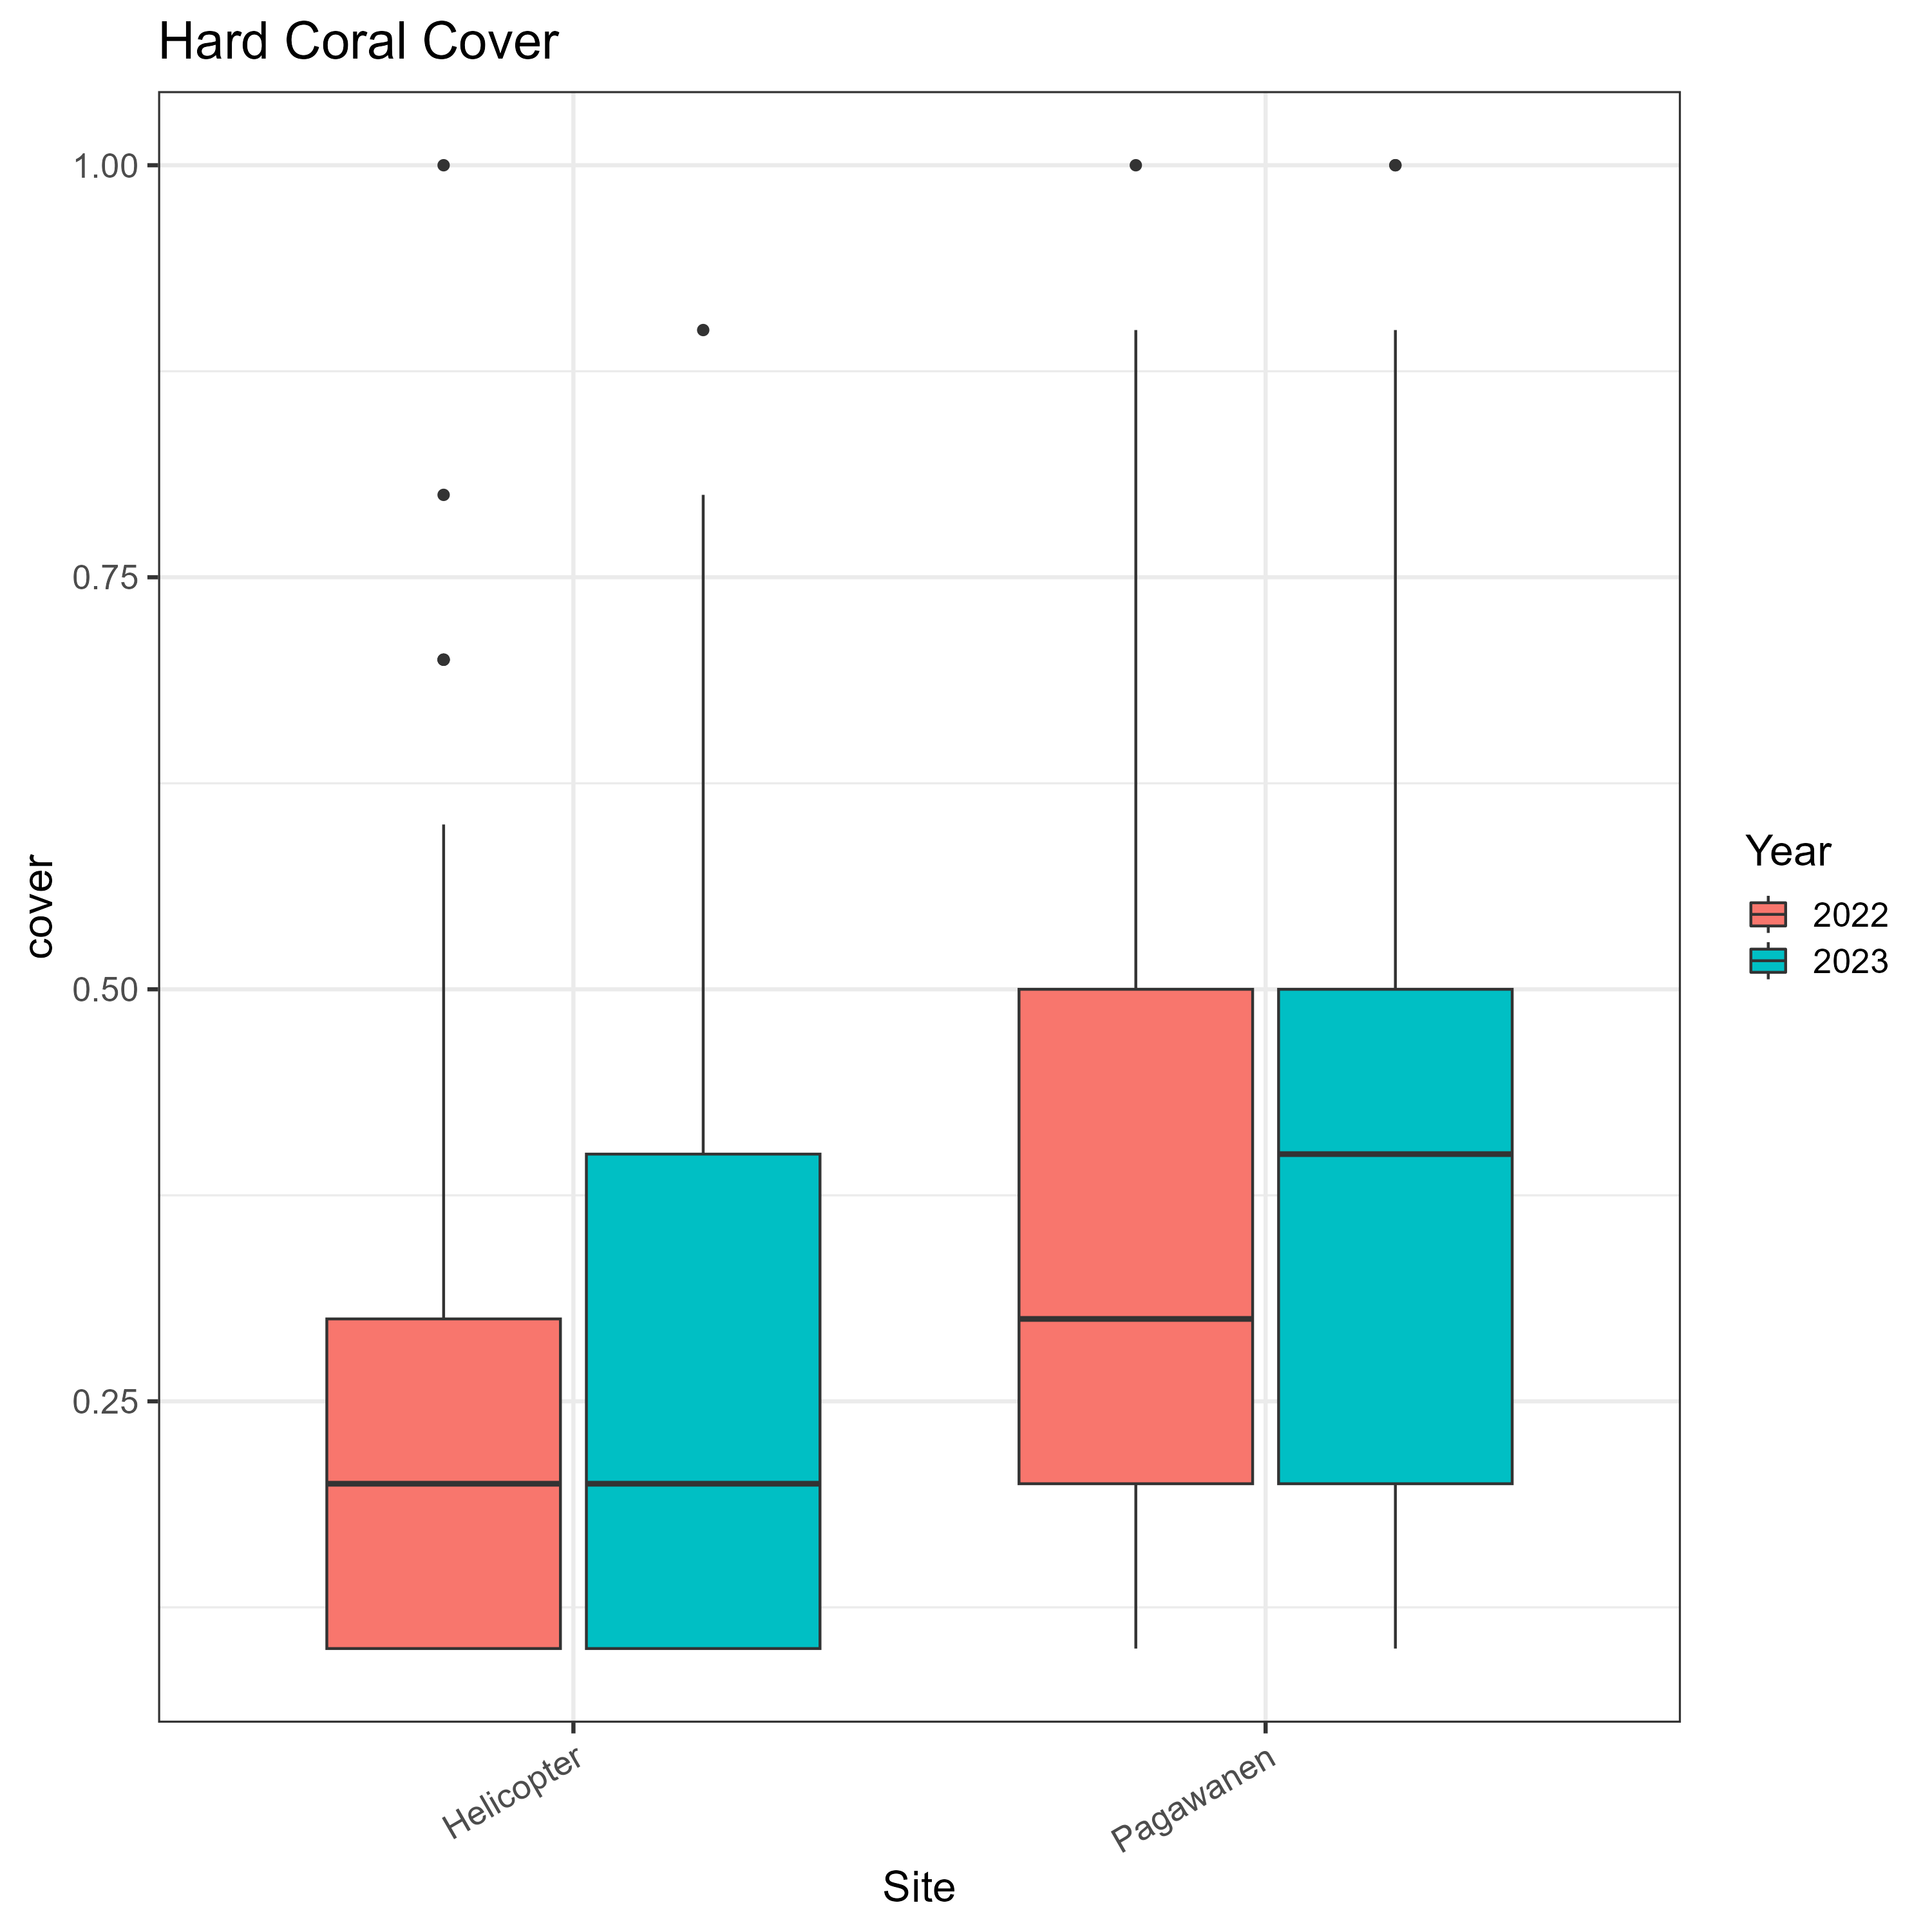 Hard Coral Cover
1.00
0.75
0.50
0.25
cover
Helicopter
Pagawanen
Site
Year
2022
2023